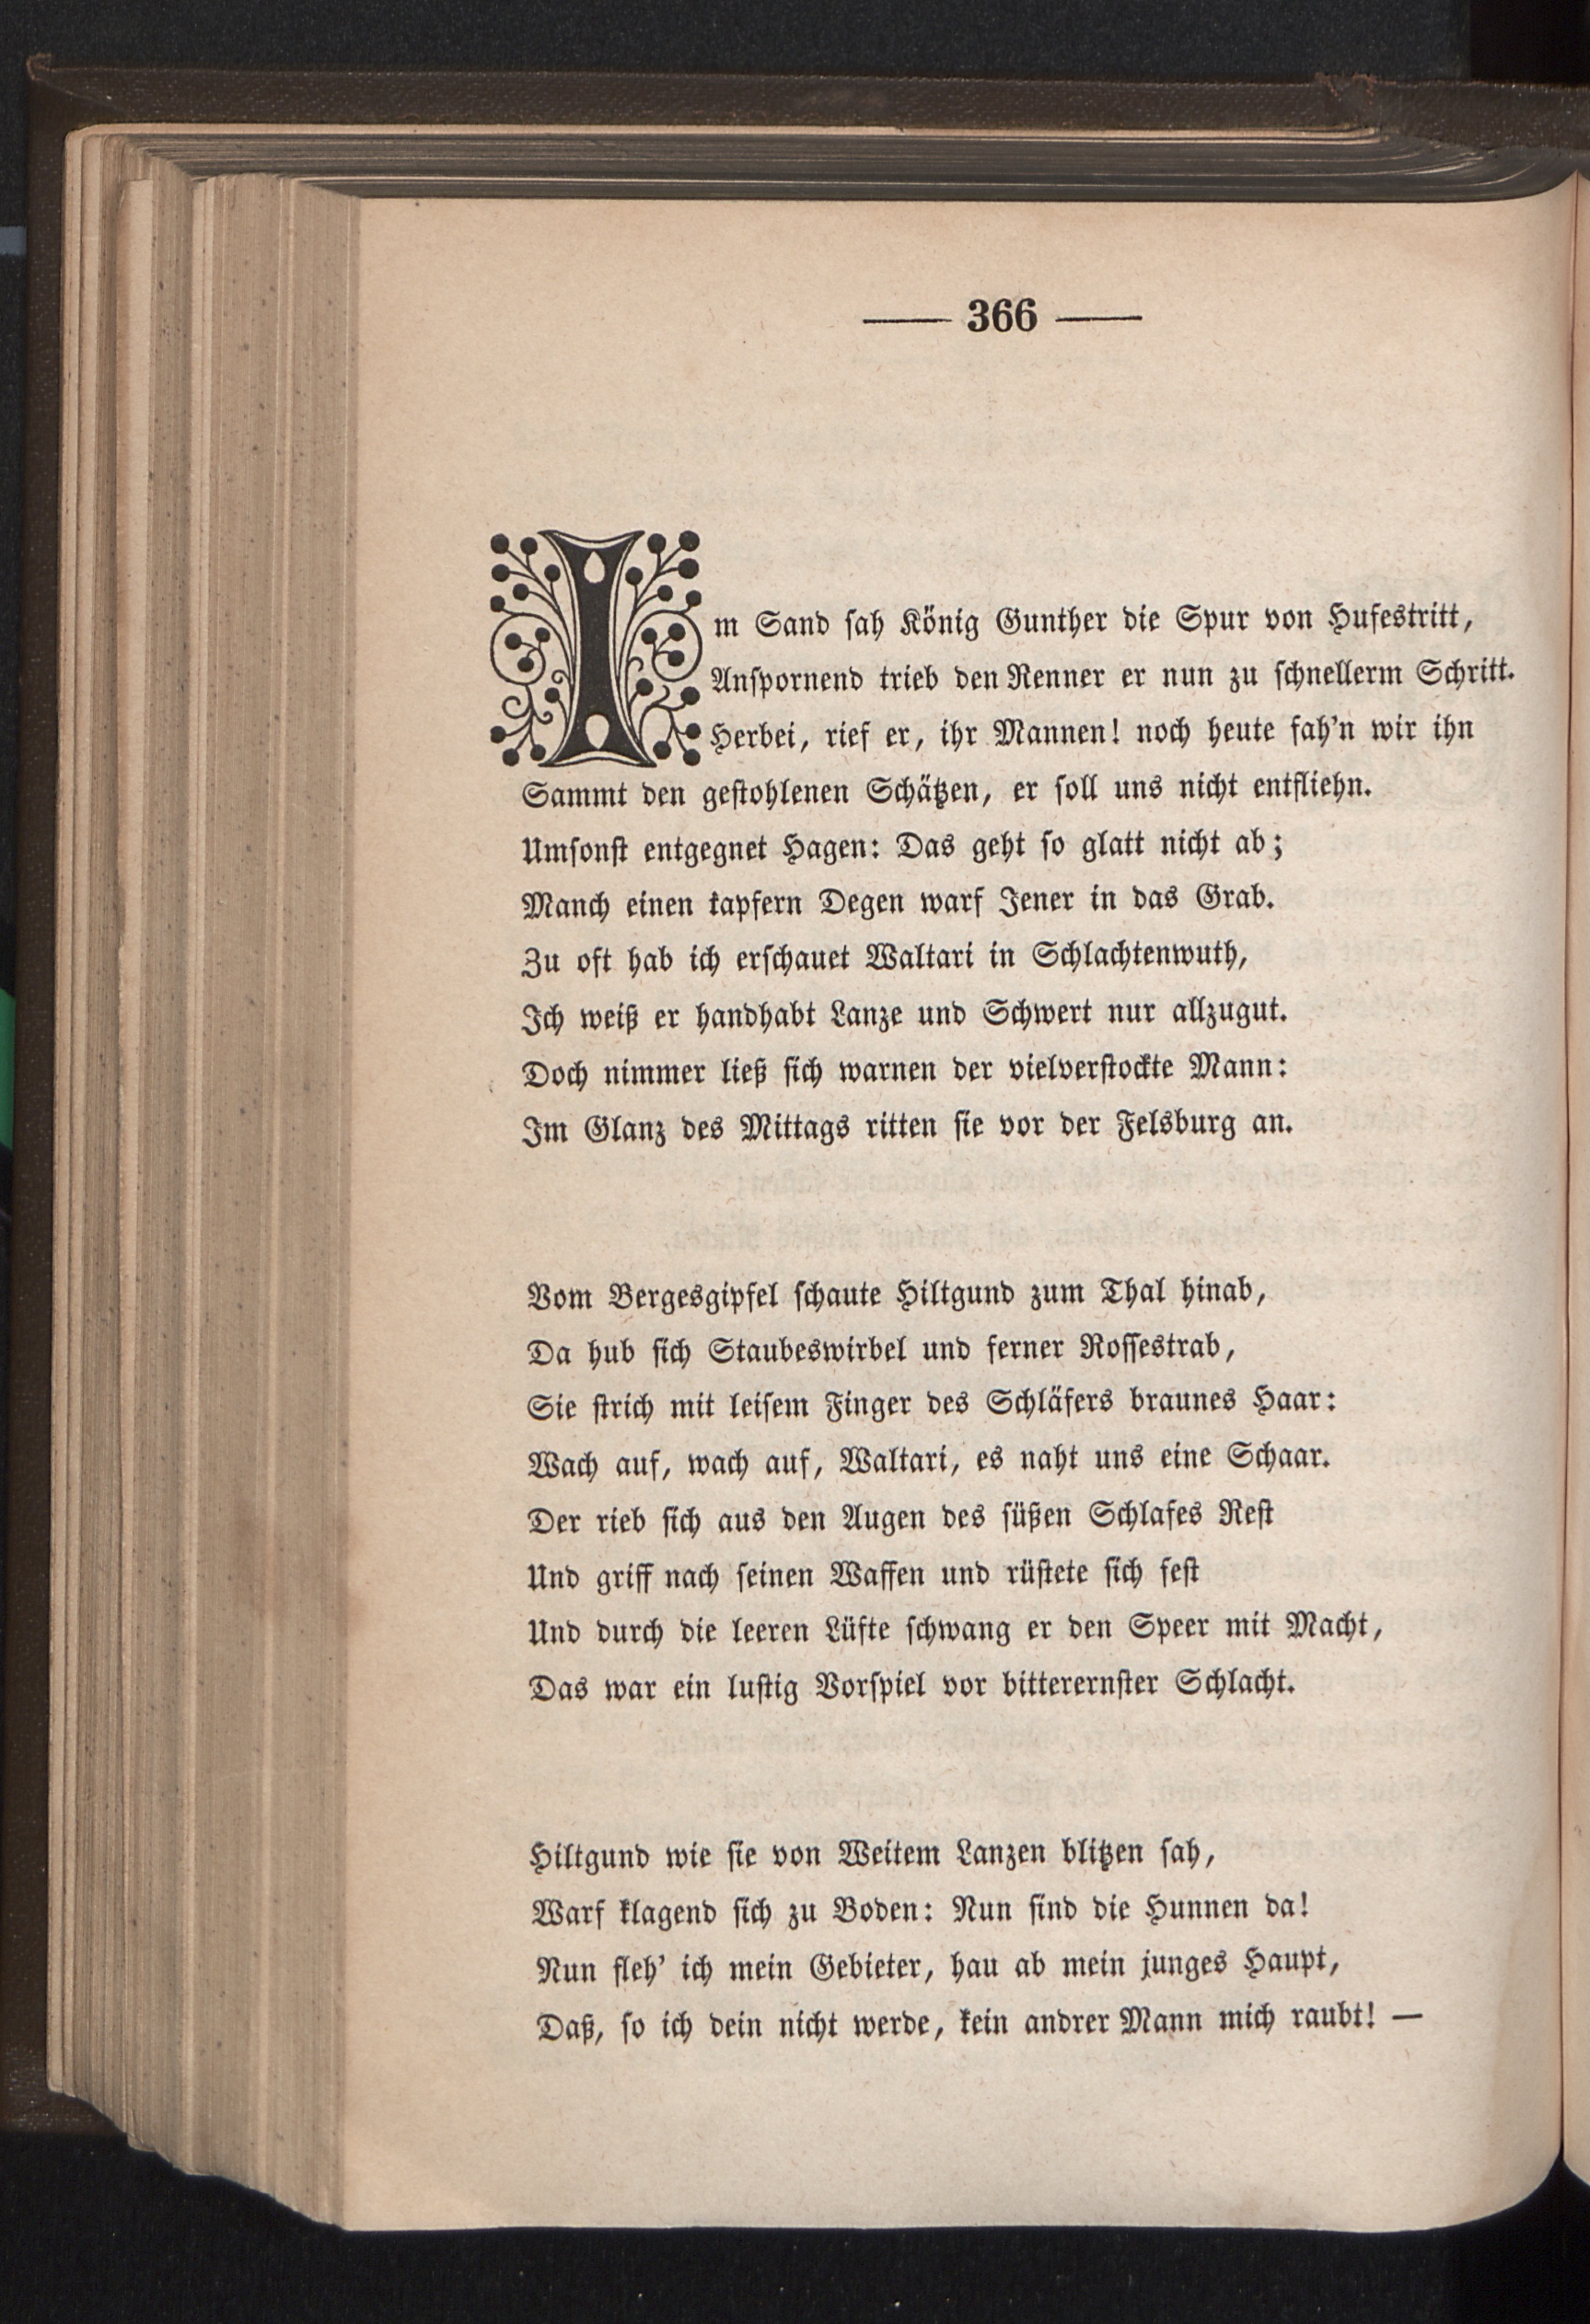 — 366 —
Im Sand sah König Gunther die Spur von Hufestritt,
Anspornend trieb den Renner er nun zu schnellerm Schritt.
Herbei, rief er, ihr Mannen! noch heute fah'n wir ihn
Sammt den gestohlenen Schätzen, er soll uns nicht entfliehn.
Umsonst entgegnet Hagen: Das geht so glatt nicht ab;
Manch einen tapfern Degen warf Jener in das Grab.
Zu oft hab ich erschauet Waltari in Schlachtenwuth,
Ich weiß er handhabt Lanze und Schwert nur allzugut.
Doch nimmer ließ sich warnen der vielverstockte Mann:
Im Glanz des Mittags ritten sie vor der Felsburg an.
Vom Bergesgipfel schaute Hiltgund zum Thal hinab,
Da hub sich Staubeswirbel und ferner Rossestrab,
Sie strich mit leisem Finger des Schläfers braunes Haar:
Wach auf, wach auf, Waltari, es naht uns eine Schaar.
Der rieb sich aus den Augen des süßen Schlafes Rest
Und griff nach seinen Waffen und rüstete sich fest
Und durch die leeren Lüfte schwang er den Speer mit Macht,
Das war ein lustig Vorspiel vor bitterernster Schlacht.
Hiltgund wie sie von Weitem Lanzen blitzen sah,
Warf klagend sich zu Boden: Nun sind die Hunnen da!
Nun fleh' ich mein Gebieter, hau ab mein junges Haupt,
Daß, so ich dein nicht werde, kein andrer Mann mich raubt! —